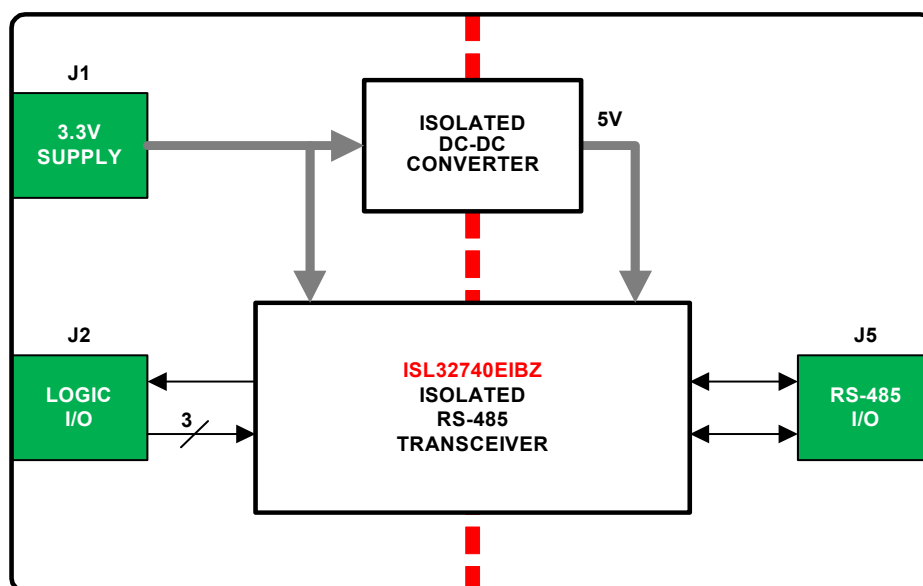 J1
3.3V
SUPPLY
ISOLATED
DC-DC
CONVERTER
5V
J2
LOGIC
I/O
3
ISL32740EIBZ
ISOLATED
RS-485
TRANSCEIVER
J5
RS-485
I/O